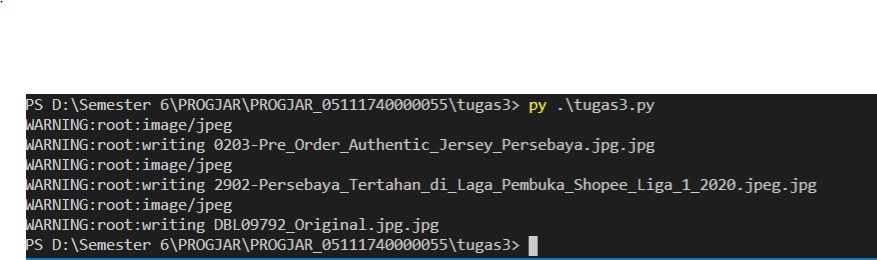 PS D:\Semester 6\PROGJAR\PROGJAR_05111740000055\tugas3> py .\tugas3.py
WARNING:root:image/jpeg
WARNING:root:writing 0203-Pre_Order_Authentic_Jersey_Persebaya.jpg.jpg
WARNING:root:image/jpeg
WARNING:root:writing 2902-Persebaya_Tertahan_di_Laga_Pembuka_Shopee_Liga_1_2020.jpeg.jpg
WARNING:root:image/jpeg
WARNING:root:writing DBL09792_Original.jpg.jpg
PS D:\Semester 6\PROGJAR\PROGJAR_05111740000055\tugas3>